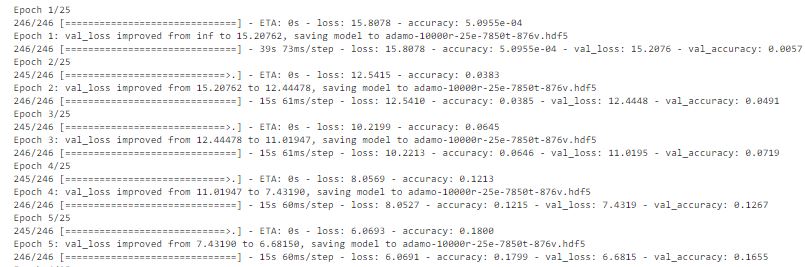 Epoch 1/25
246/246 [==============================] - ETA: 0s - loss: 15.8078 - accuracy: 5.0955e-04
Epoch 1: val_loss improved from inf to 15.20762, saving model to adamo-10000r-25e-7850t-876v.hdf5
246/246 [==============================] - 39s 73ms/step - loss: 15.8078 - accuracy: 5.0955e-04 - val_loss: 15.2076 - val_accuracy: 0.0057
Epoch 2/25
245/246 [============================>.] - ETA: 0s - loss: 12.5415 - accuracy: 0.0383
Epoch 2: val_loss improved from 15.20762 to 12.44478, saving model to adamo-10000r-25e-7850t-876v.hdf5
246/246 [==============================] - 15s 61ms/step - loss: 12.5410 - accuracy: 0.0385 - val_loss: 12.4448 - val_accuracy: 0.0491
Epoch 3/25
245/246 [============================>.] - ETA: 0s - loss: 10.2199 - accuracy: 0.0645
Epoch 3: val_loss improved from 12.44478 to 11.01947, saving model to adamo-10000r-25e-7850t-876v.hdf5
246/246 [==============================] - 15s 61ms/step - loss: 10.2213 - accuracy: 0.0646 - val_loss: 11.0195 - val_accuracy: 0.0719
Epoch 4/25
245/246 [============================>.] - ETA: 0s - loss: 8.0569 - accuracy: 0.1213
Epoch 4: val_loss improved from 11.01947 to 7.43190, saving model to adamo-10000r-25e-7850t-876v.hdf5
246/246 [==============================] - 15s 60ms/step - loss: 8.0527 - accuracy: 0.1215 - val_loss: 7.4319 - val_accuracy: 0.1267
Epoch 5/25
245/246 [============================>.] - ETA: 0s - loss: 6.0693 - accuracy: 0.1800
Epoch 5: val_loss improved from 7.43190 to 6.68150, saving model to adamo-10000r-25e-7850t-876v.hdf5
246/246 [==============================] - 15s 60ms/step - loss: 6.0691 - accuracy: 0.1799 - val_loss: 6.6815 - val_accuracy: 0.1655